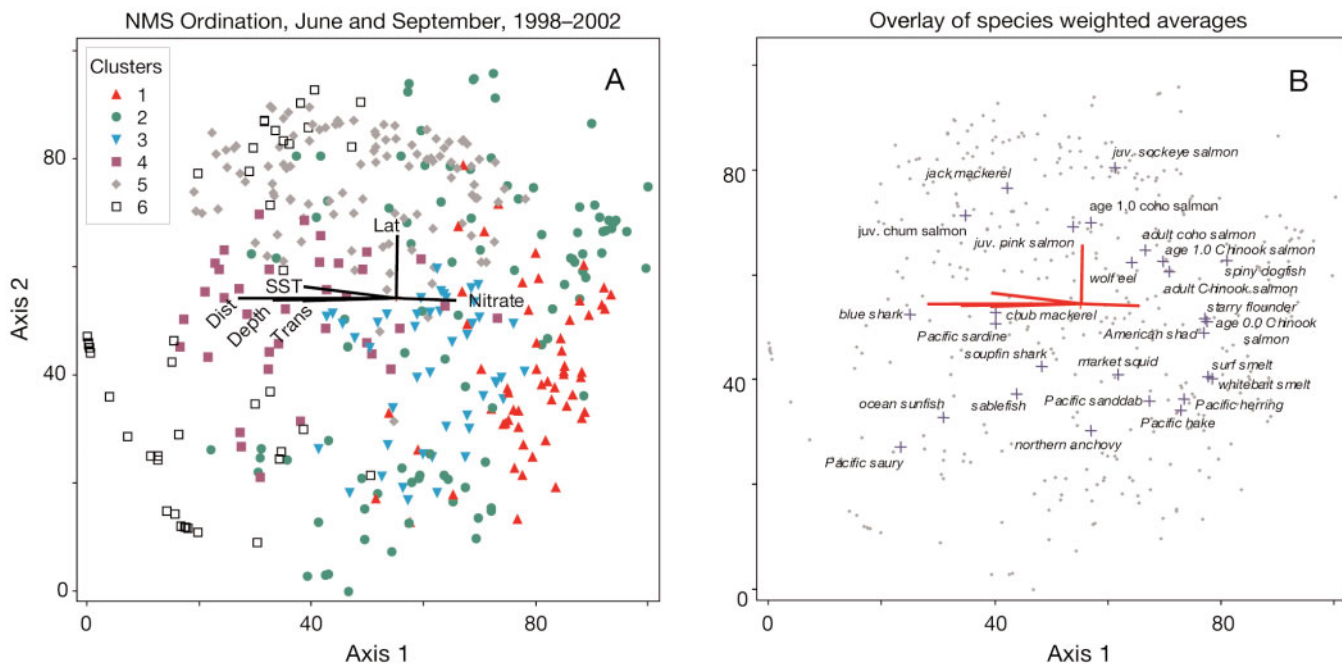 NMS Ordination, June and September, 1998–2002
Clusters
1
2
3
4
5
6
A
80
40
0
Axis 2
Lat
SST
Dist
Depth
Trans
Nitrate
0
40
80
Axis 1
Overlay of species weighted averages
B
80
40
0
juv. sockeye salmon
jack mackerel
age 1.0 coho salmon
juv. chum salmon
juv. pink salmon
adult coho salmon
age 1.0 Chinook salmon
wolf eel
spiny dogfish
adult Chinook salmon
blue shark
chub mackerel
starry flounder
Pacific sardine
American shad
age 0.0 Chinook
salmon
soupfin shark
market squid
surf smelt
whitebait smelt
ocean sunfish
sablefish
Pacific sanddab
Pacific herring
Pacific hake
northern anchovy
Pacific saury
0
40
80
Axis 1